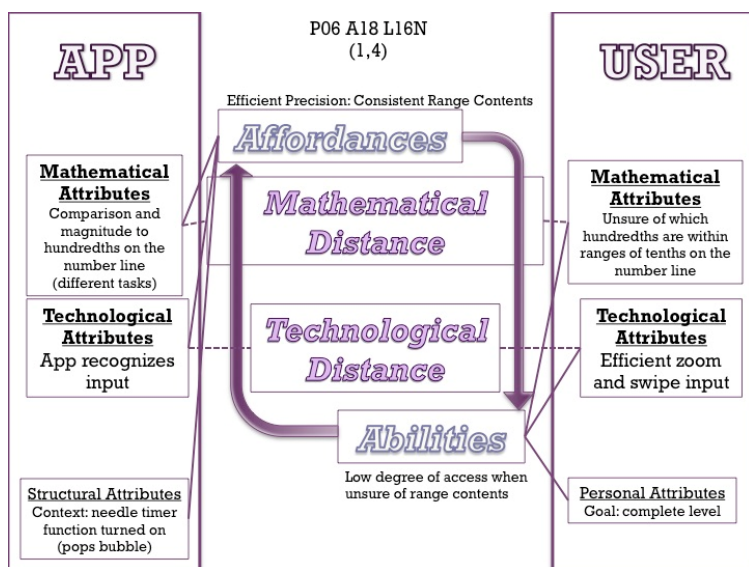 P06 A18 L16N
(1,4)
APP
USER
Efficient Precision: Consistent Range Contents
Affordances
Mathematical
Attributes
Comparison and
magnitude to
hundredths on the
number line
(different tasks)
Mathematical
Distance
Mathematical
Attributes
Unsure of which
hundredths are within
ranges of tenths on the
number line
Technological
Attributes
App recognizes
input
Technological
Distance
Technological
Attributes
Efficient zoom
and swipe input
Abilities
Low degree of access when
unsure of range contents
Structural Attributes
Context: needle timer
function turned on
(pops bubble)
Personal Attributes
Goal: complete level